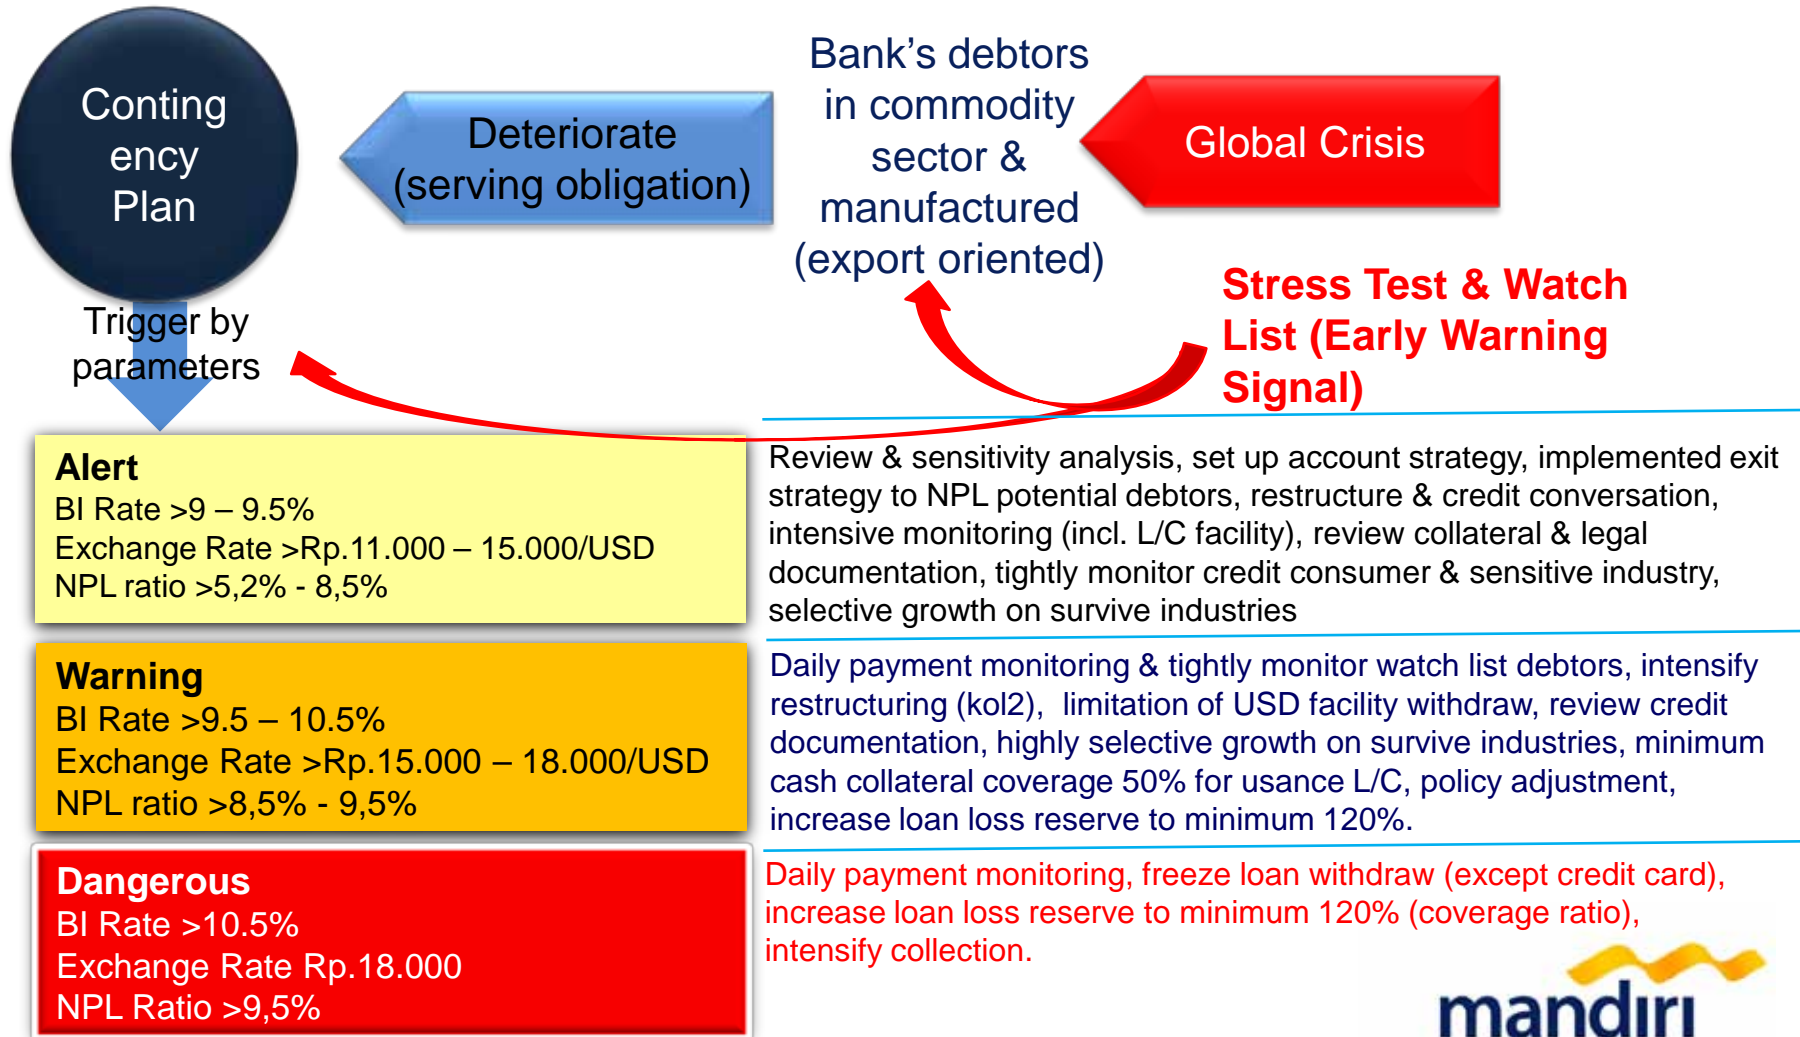 Conting
ency
Plan
Deteriorate
(serving obligation)
Bank’s debtors
in commodity
sector &
manufactured
(export oriented)
Global Crisis
Stress Test & Watch
List (Early Warning
Signal)
Trigger by
parameters
Alert
BI Rate >9 – 9.5%
Exchange Rate >Rp.11.000 – 15.000/USD
NPL ratio >5,2% - 8,5%
Review & sensitivity analysis, set up account strategy, implemented exit
strategy to NPL potential debtors, restructure & credit conversation,
intensive monitoring (incl. L/C facility), review collateral & legal
documentation, tightly monitor credit consumer & sensitive industry,
selective growth on survive industries
Warning
BI Rate >9.5 – 10.5%
Exchange Rate >Rp.15.000 – 18.000/USD
NPL ratio >8,5% - 9,5%
Daily payment monitoring & tightly monitor watch list debtors, intensify
restructuring (kol2), limitation of USD facility withdraw, review credit
documentation, highly selective growth on survive industries, minimum
cash collateral coverage 50% for usance L/C, policy adjustment,
increase loan loss reserve to minimum 120%.
Dangerous
BI Rate >10.5%
Exchange Rate Rp.18.000
NPL Ratio >9,5%
Daily payment monitoring, freeze loan withdraw (except credit card),
increase loan loss reserve to minimum 120% (coverage ratio),
intensify collection.
mandiri